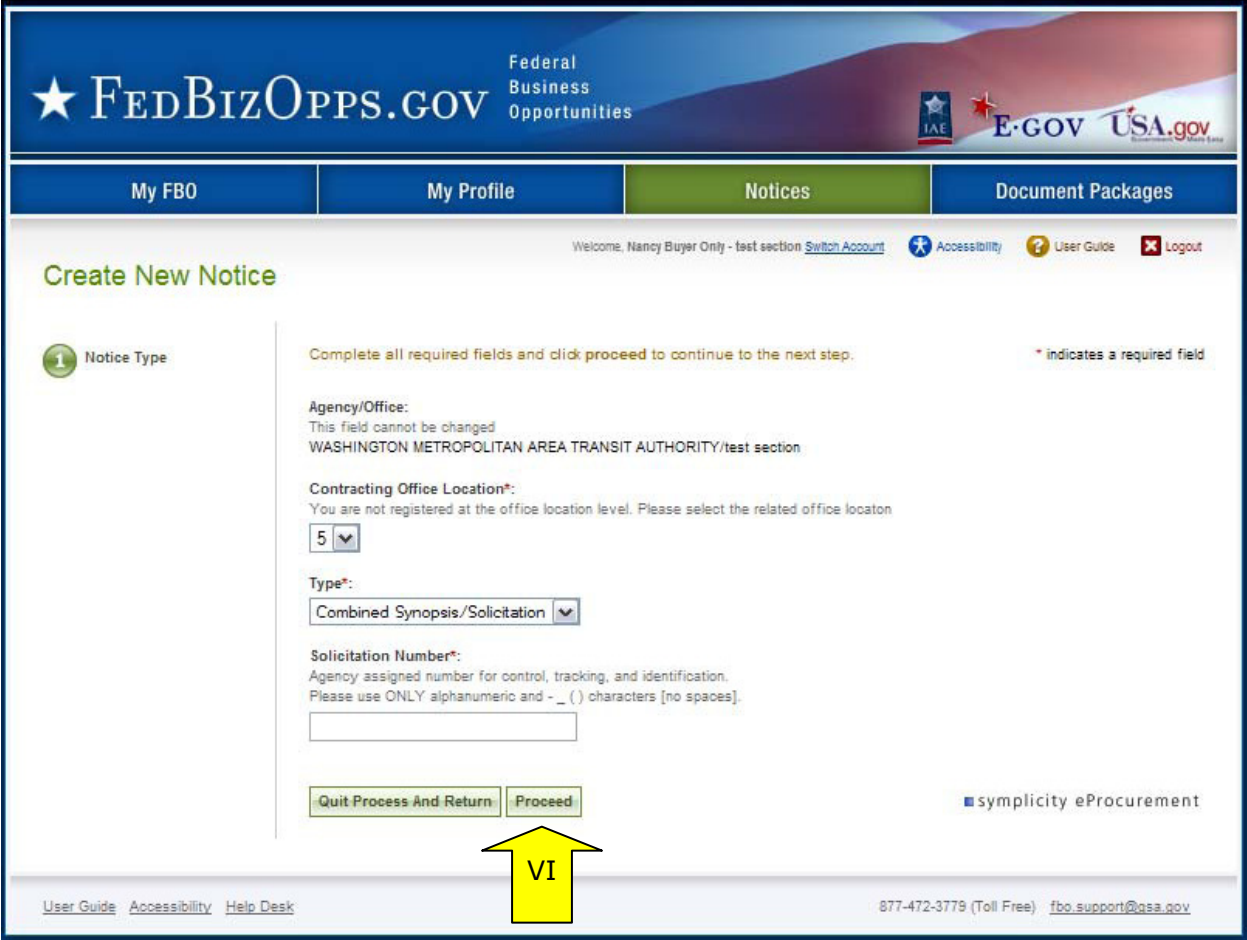 ★ FEDBIZOPPS.GOV
Federal
Business
Opportunities
IAE
E·GOV
USA.gov
My FBO
My Profile
Notices
Document Packages
Welcome, Nancy Buyer Only - test section Switch Account
Accessibility
User Guide
Logout
Create New Notice
1 Notice Type
Complete all required fields and click proceed to continue to the next step.
* indicates a required field
Agency/Office:
This field cannot be changed
WASHINGTON METROPOLITAN AREA TRANSIT AUTHORITY/test section
Contracting Office Location*:
You are not registered at the office location level. Please select the related office locaton
5
Type*:
Combined Synopsis/Solicitation
Solicitation Number*:
Agency assigned number for control, tracking, and identification.
Please use ONLY alphanumeric and - _ ( ) characters [no spaces].
Quit Process And Return
Proceed
symplicity eProcurement
VI
User Guide Accessibility Help Desk
877-472-3779 (Toll Free) fbo.support@gsa.gov